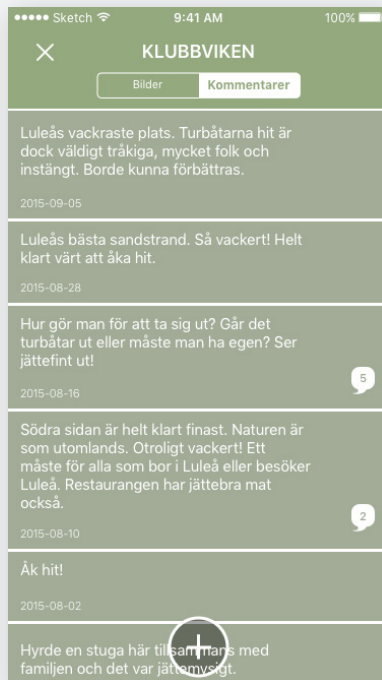 Sketch 9:41 AM 100%
KLUBBVIKEN
Bilder Kommentarer
Luleås vackraste plats. Turbåtarna hit är
dock väldigt tråkiga, mycket folk och
instängt. Borde kunna förbättras.
2015-09-05
Luleås bästa sandstrand. Så vackert! Helt
klart värt att åka hit.
2015-08-28
Hur gör man för att ta sig ut? Går det
turbåtar ut eller måste man ha egen? Ser
jättefint ut!
5
2015-08-16
Södra sidan är helt klart finast. Naturen är
som utomlands. Otroligt vackert! Ett
måste för alla som bor i Luleå eller besöker
Luleå. Restaurangen har jättebra mat
också.
2
2015-08-10
Åk hit!
2015-08-02
Hyrde en stuga här tillsammans med
familjen och det var jättemysigt.